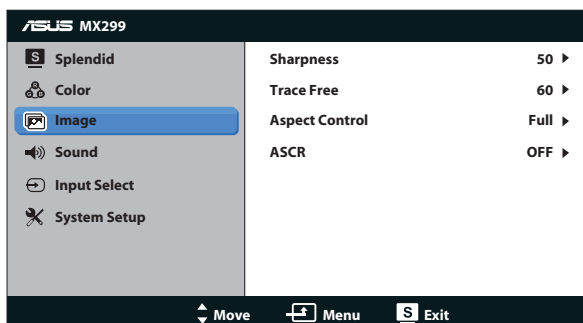 ASUS MX299
S Splendid
Color
Image
Sound
Input Select
System Setup
Sharpness 50
Trace Free 60
Aspect Control Full
ASCR OFF
Move Menu S Exit